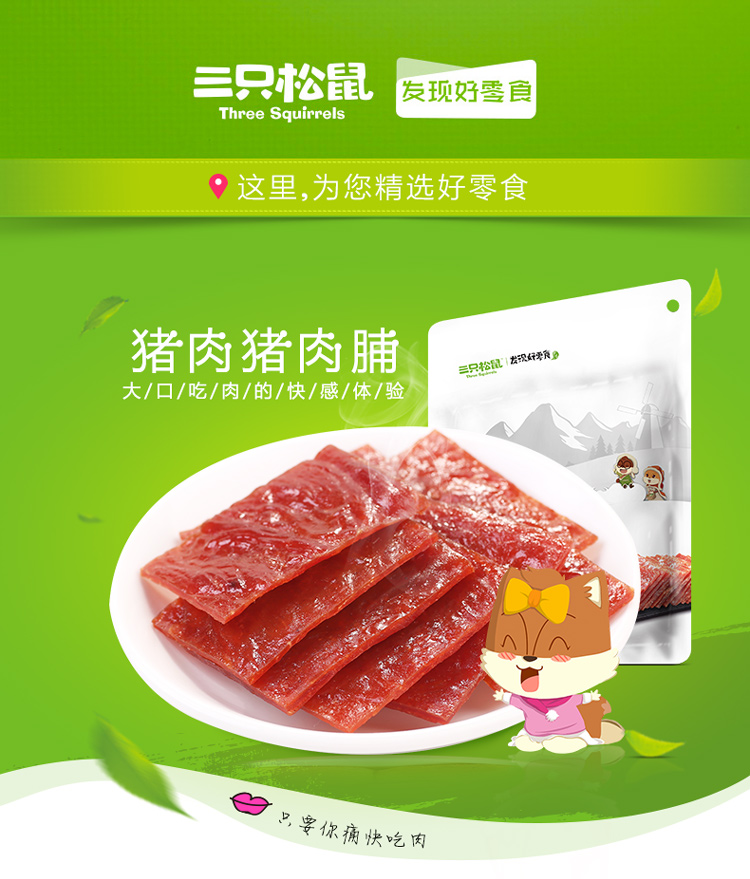 三只松鼠
Three Squirrels
发现好零食
这里,为您精选好零食
猪肉猪肉脯
大/口/吃/肉/的/快/感/体/验
三只松鼠 | 发现好零食
Three Squirrels
只要你痛快吃肉